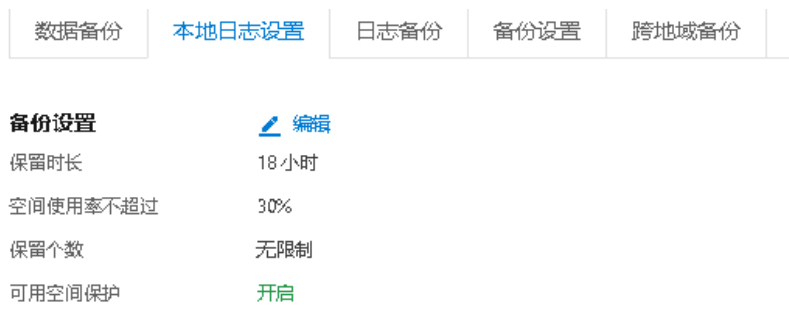 数据备份 本地日志设置 日志备份 备份设置 跨地域备份
备份设置 编辑
保留时长 18 小时
空间使用率不超过 30%
保留个数 无限制
可用空间保护 开启